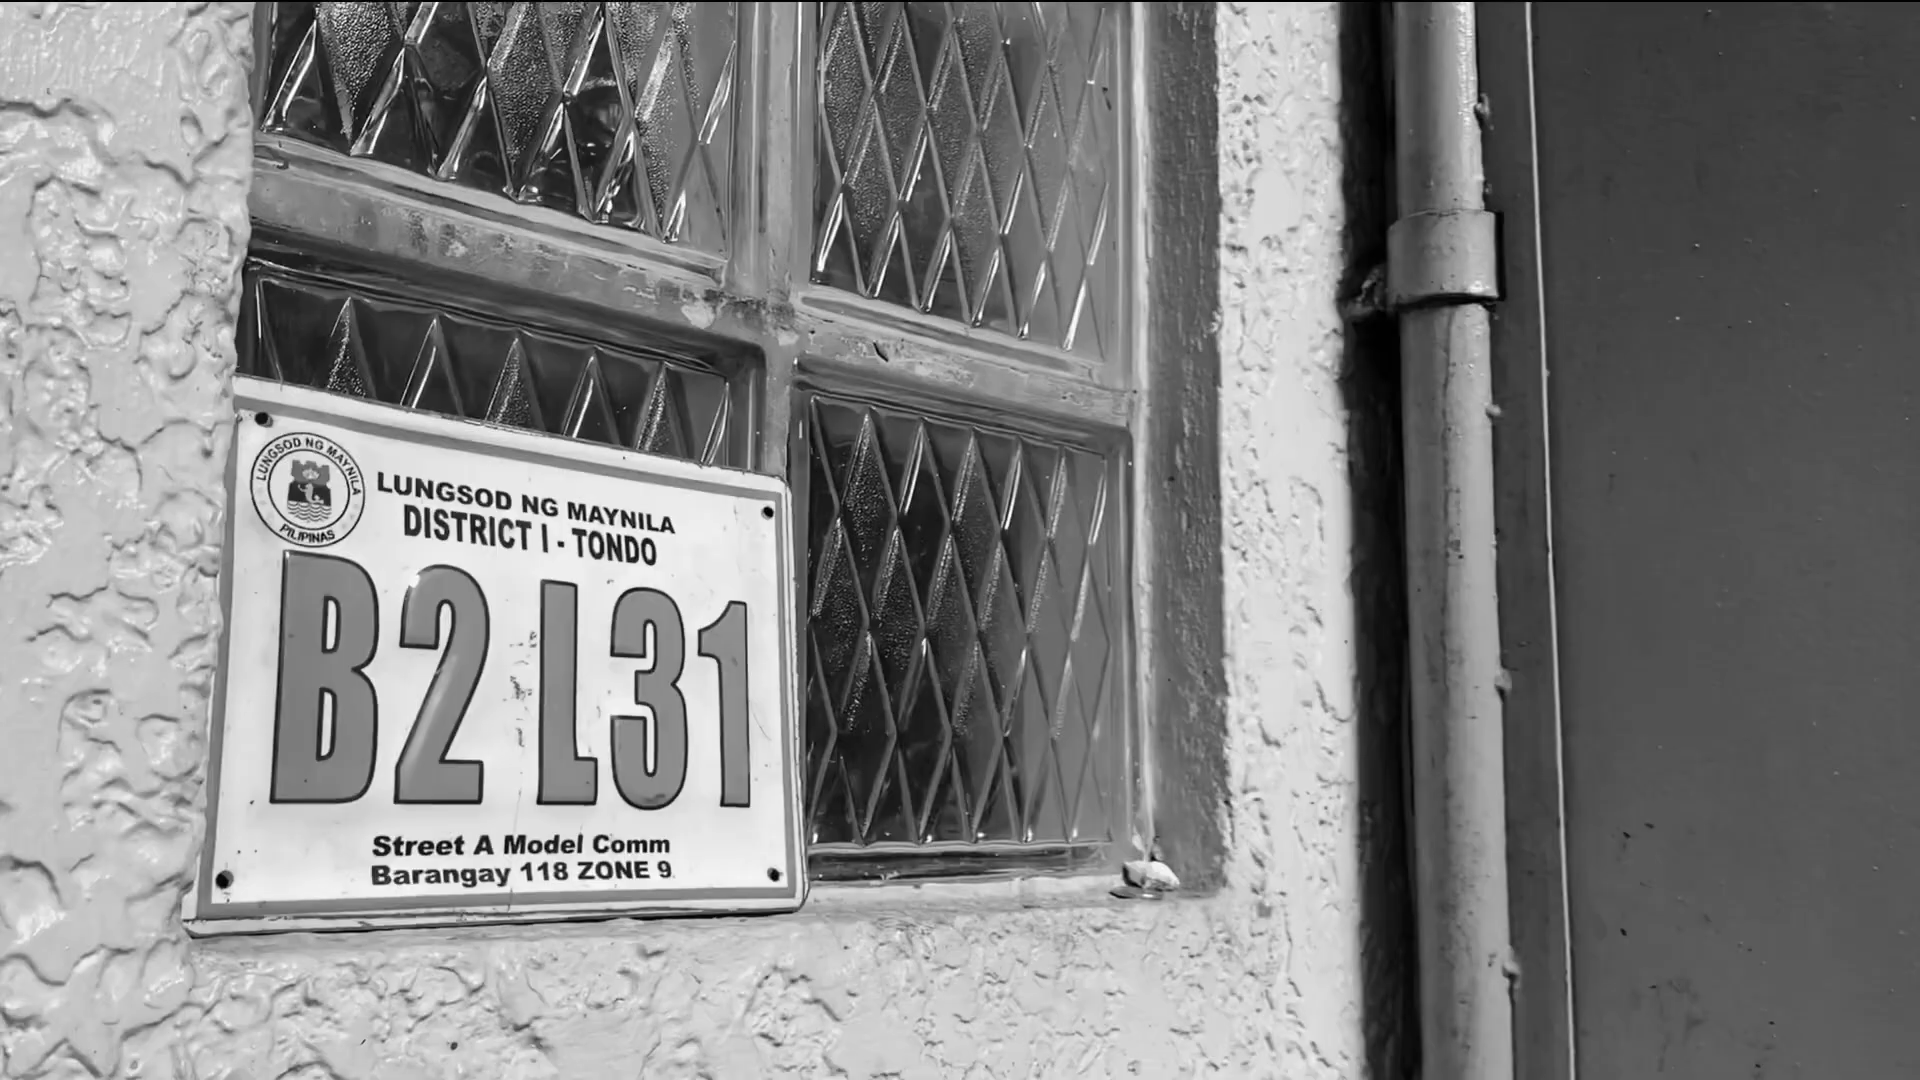 LUNGSOD NG MAYNILA
PILIPINAS
LUNGSOD NG MAYNILA
DISTRICT I - TONDO
B2 L31
Street A Model Comm
Barangay 118 ZONE 9